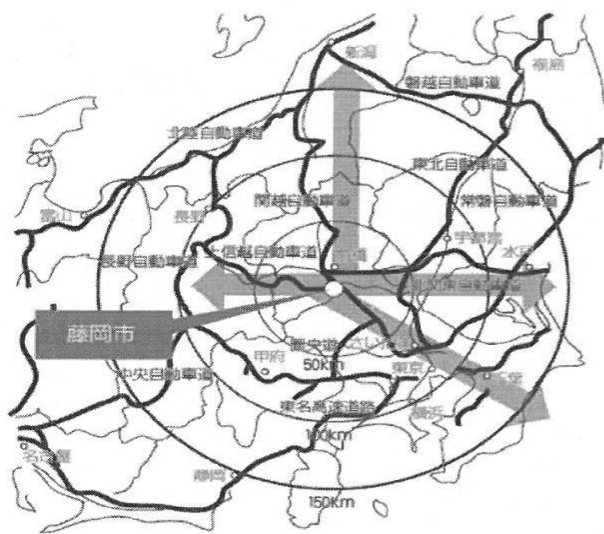 新潟
福島
磐越自動車道
北陸自動車道
東北自動車道
関越自動車道
常磐自動車道
富山
長野
宇都宮
上信越自動車道
水戸
長野自動車道
前橋
北関東自動車道
藤岡市
圏央道
さいたま
甲府
50km
東京
千葉
中央自動車道
東名高速道路
横浜
100km
名古屋
静岡
150km